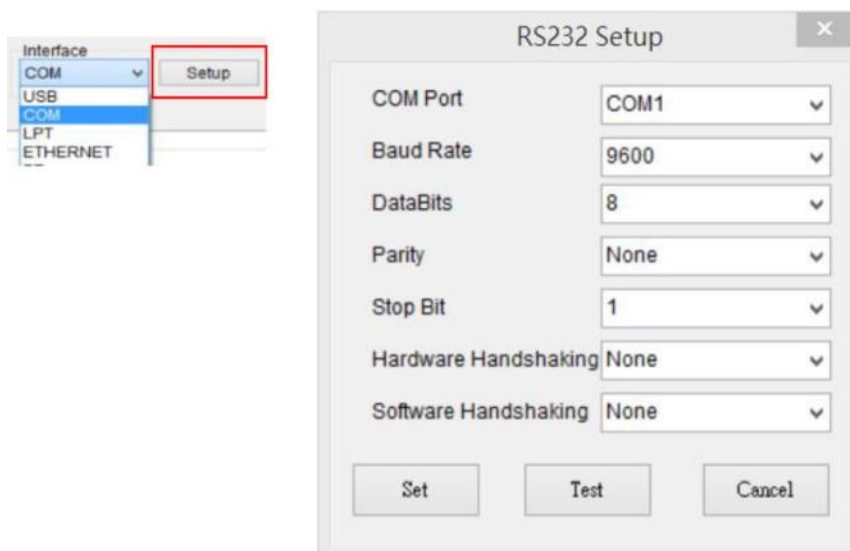 Interface
COM
Setup
USB
COM
LPT
ETHERNET
RS232 Setup
COM Port COM1
Baud Rate 9600
DataBits 8
Parity None
Stop Bit 1
Hardware Handshaking None
Software Handshaking None
Set Test Cancel